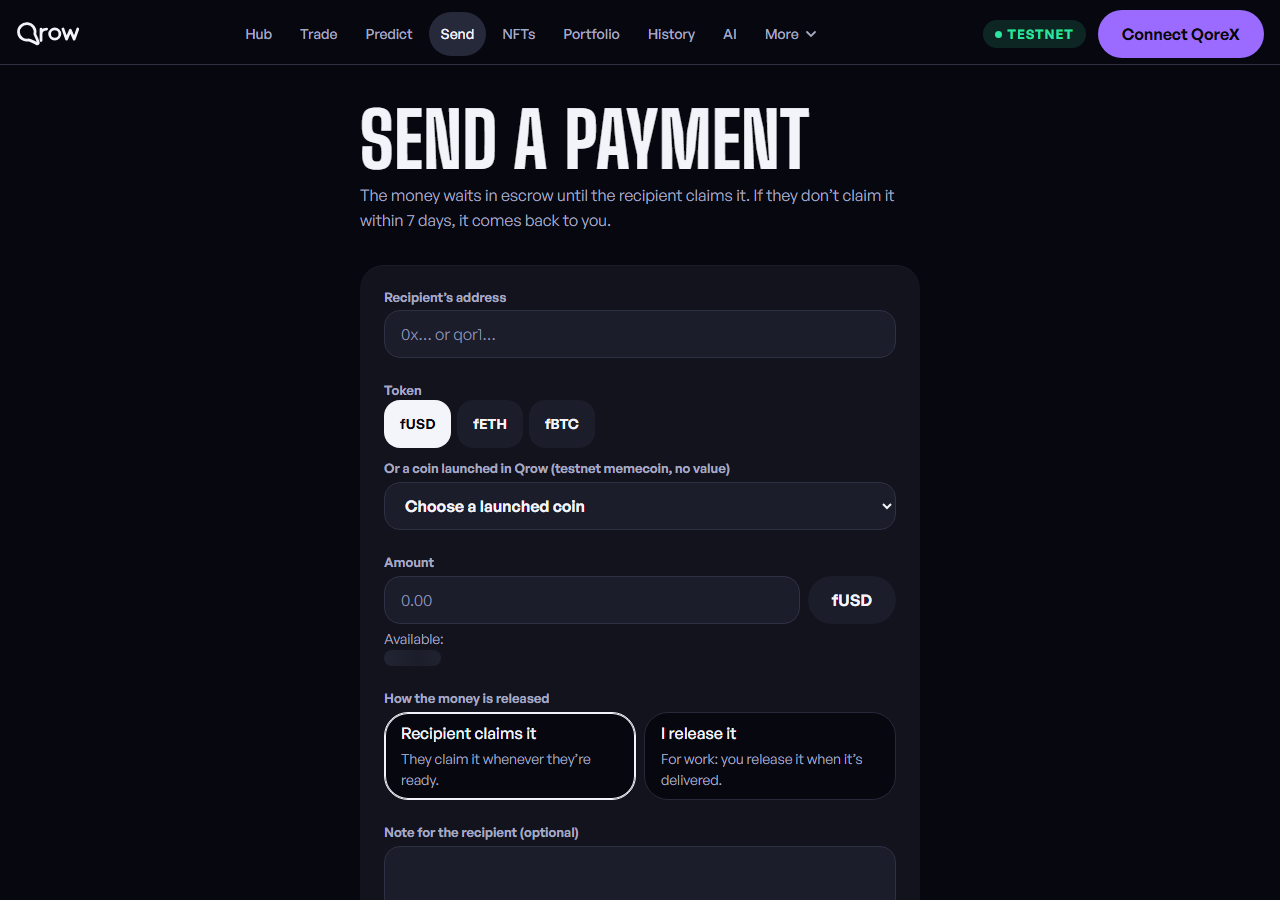 Qrow
Hub
Trade
Predict
Send
NFTs
Portfolio
History
AI
More
TESTNET
Connect QoreX
SEND A PAYMENT
The money waits in escrow until the recipient claims it. If they don’t claim it
within 7 days, it comes back to you.
Recipient’s address
0x... or qor1...
Token
fUSD
fETH
fBTC
Or a coin launched in Qrow (testnet memecoin, no value)
Choose a launched coin
Amount
0.00
fUSD
Available:
How the money is released
Recipient claims it
They claim it whenever they’re
ready.
I release it
For work: you release it when it’s
delivered.
Note for the recipient (optional)